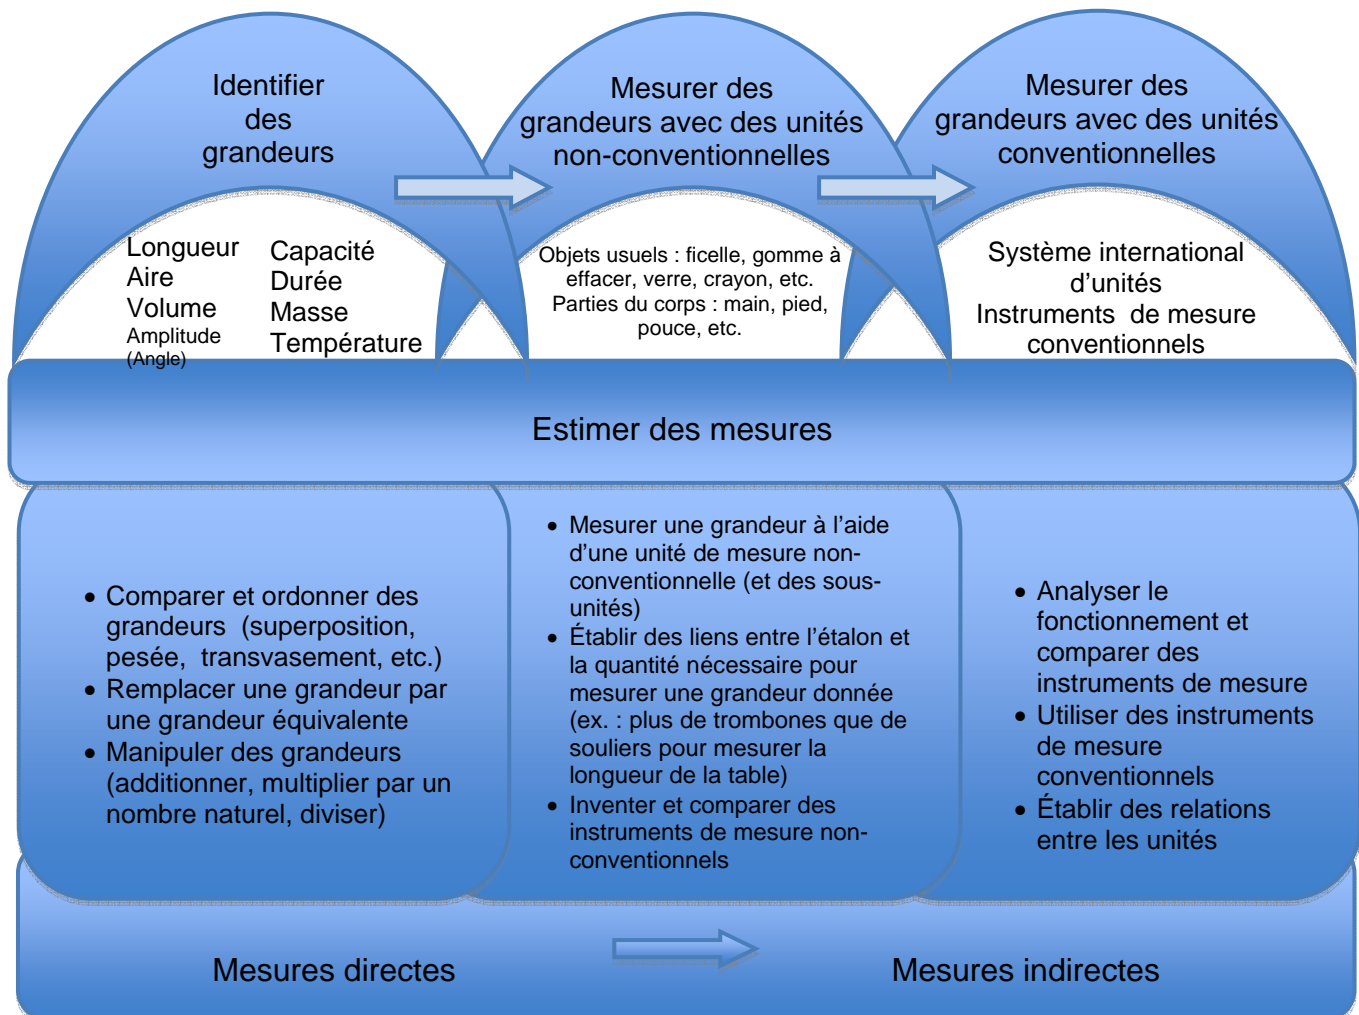 Identifier
des
grandeurs
Mesurer des
grandeurs avec des unités
non-conventionnelles
Mesurer des
grandeurs avec des unités
conventionnelles
Longueur
Aire
Volume
Amplitude
(Angle)
Capacité
Durée
Masse
Température
Objets usuels : ficelle, gomme à
effacer, verre, crayon, etc.
Parties du corps : main, pied,
pouce, etc.
Système international
d’unités
Instruments de mesure
conventionnels
Estimer des mesures
• Comparer et ordonner des
grandeurs (superposition,
pesée, transvasement, etc.)
• Remplacer une grandeur par
une grandeur équivalente
• Manipuler des grandeurs
(additionner, multiplier par un
nombre naturel, diviser)
• Mesurer une grandeur à l’aide
d’une unité de mesure non-
conventionnelle (et des sous-
unités)
• Établir des liens entre l’étalon et
la quantité nécessaire pour
mesurer une grandeur donnée
(ex. : plus de trombones que de
souliers pour mesurer la
longueur de la table)
• Inventer et comparer des
instruments de mesure non-
conventionnels
• Analyser le
fonctionnement et
comparer des
instruments de mesure
• Utiliser des instruments
de mesure
conventionnels
• Établir des relations
entre les unités
Mesures directes
Mesures indirectes